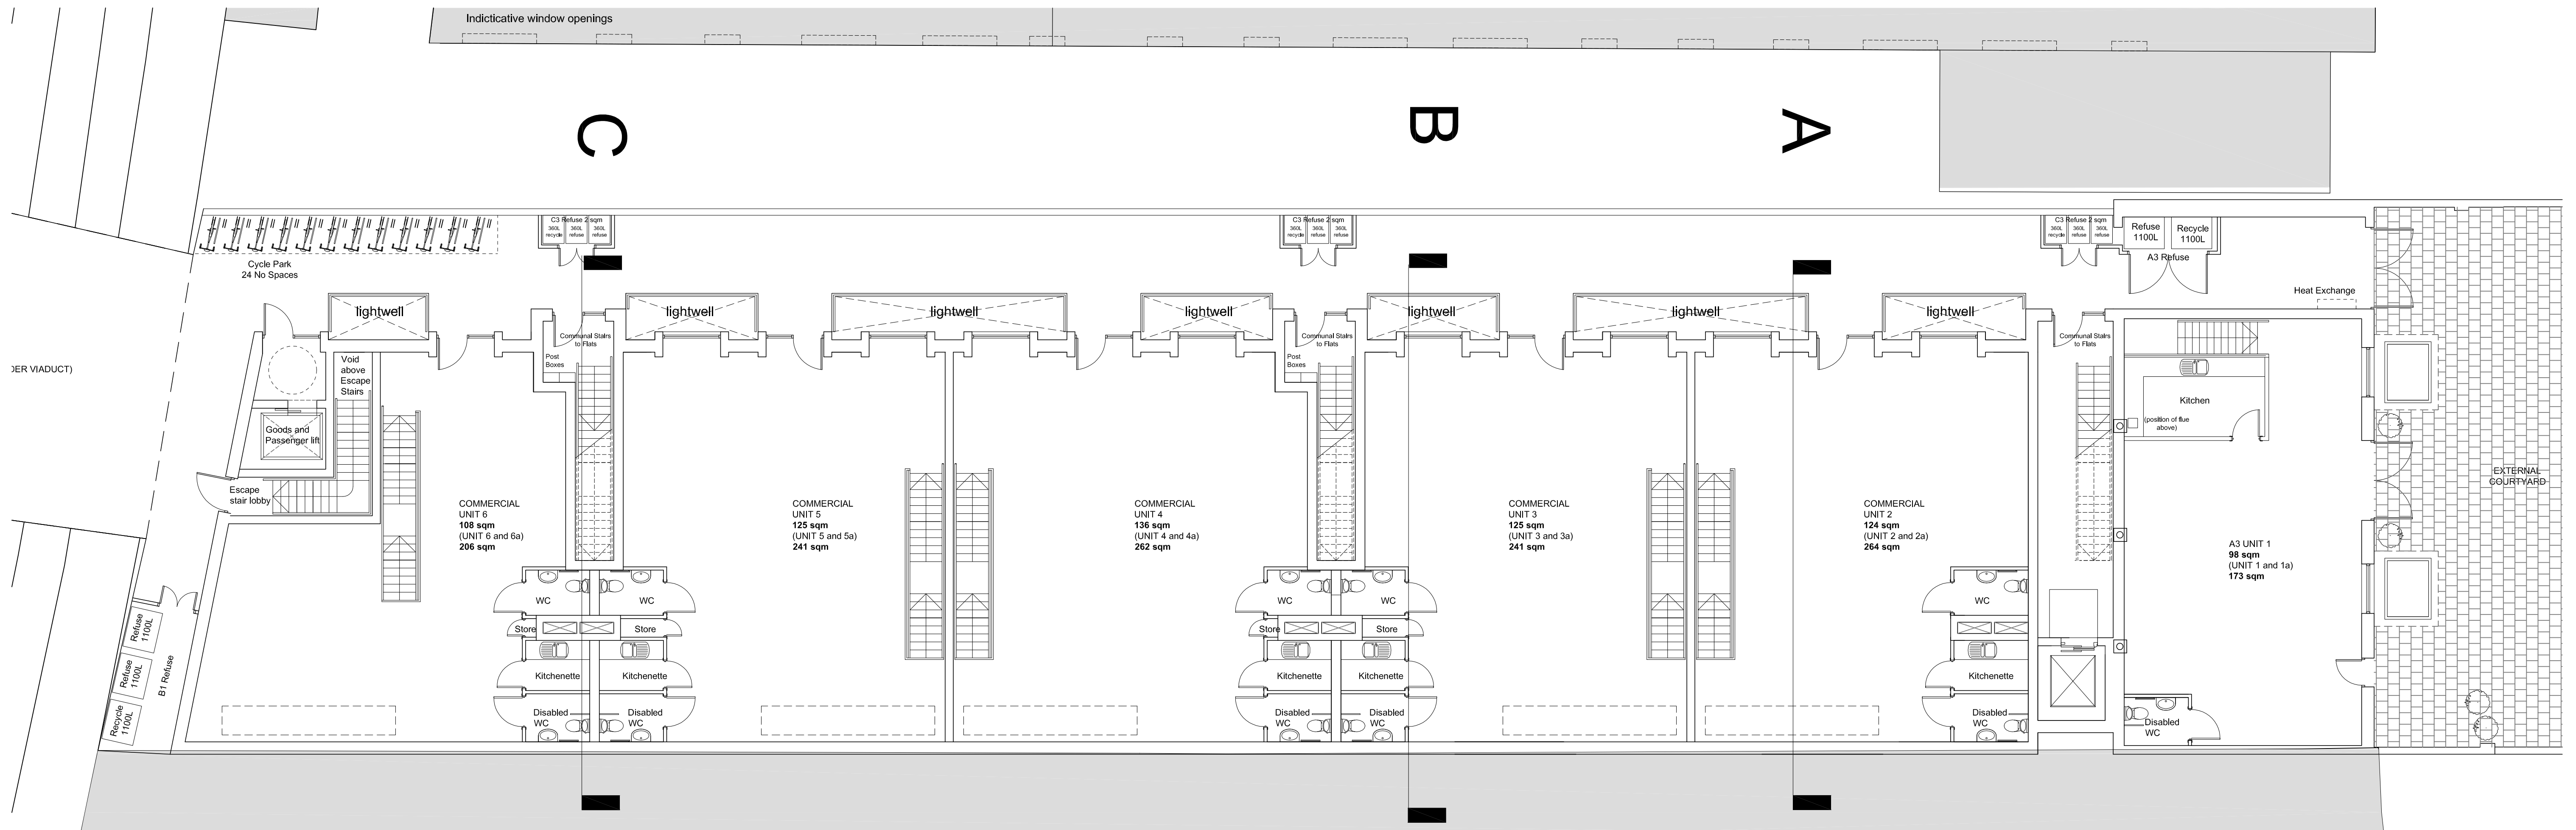 Indicticative window openings
C
B
A
C3 Refuse 2 sqm
360L recycle
360L refuse
360L refuse
C3 Refuse 2 sqm
360L recycle
360L refuse
360L refuse
C3 Refuse 2 sqm
360L recycle
360L refuse
360L refuse
Refuse
1100L
Recycle
1100L
A3 Refuse
Cycle Park
24 No Spaces
Heat Exchange
lightwell
lightwell
lightwell
lightwell
lightwell
lightwell
lightwell
Communal Stairs
to Flats
Communal Stairs
to Flats
Communal Stairs
to Flats
Post
Boxes
Post
Boxes
Void
above
Escape
Stairs
DER VIADUCT)
Goods and
Passenger lift
Escape
stair lobby
Kitchen
(position of flue
above)
EXTERNAL
COURTYARD
COMMERCIAL
UNIT 6
108 sqm
(UNIT 6 and 6a)
206 sqm
COMMERCIAL
UNIT 5
125 sqm
(UNIT 5 and 5a)
241 sqm
COMMERCIAL
UNIT 4
136 sqm
(UNIT 4 and 4a)
262 sqm
COMMERCIAL
UNIT 3
125 sqm
(UNIT 3 and 3a)
241 sqm
COMMERCIAL
UNIT 2
124 sqm
(UNIT 2 and 2a)
264 sqm
A3 UNIT 1
98 sqm
(UNIT 1 and 1a)
173 sqm
WC
WC
WC
WC
WC
Store
Store
Store
Store
Kitchenette
Kitchenette
Kitchenette
Kitchenette
Kitchenette
Disabled
WC
Disabled
WC
Disabled
WC
Disabled
WC
Disabled
WC
Disabled
WC
Refuse
1100L
Refuse
1100L
Recycle
1100L
B1 Refuse